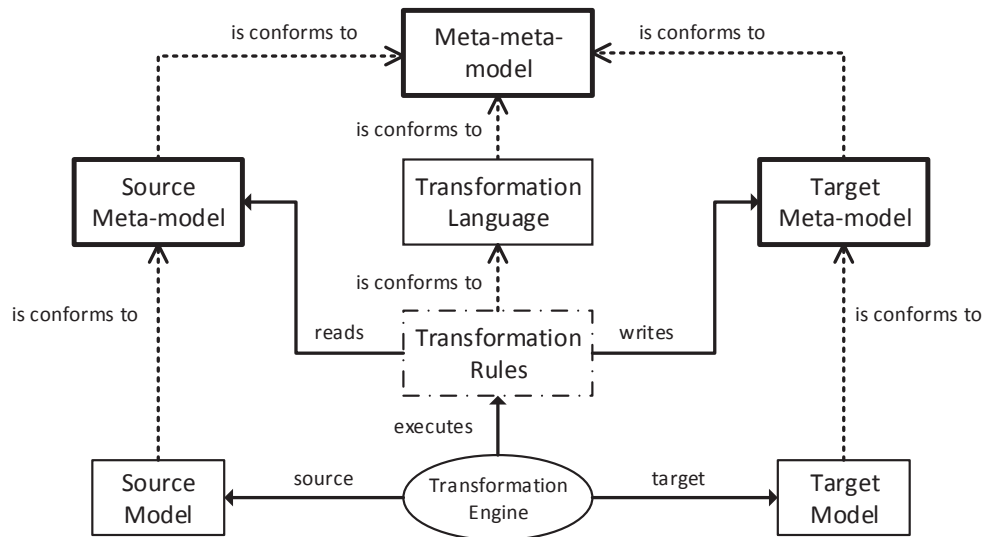 is conforms to
Meta-meta-
model
is conforms to
is conforms to
Source
Meta-model
Transformation
Language
Target
Meta-model
is conforms to
is conforms to
is conforms to
reads
Transformation
Rules
writes
executes
Source
Model
source
Transformation
Engine
target
Target
Model